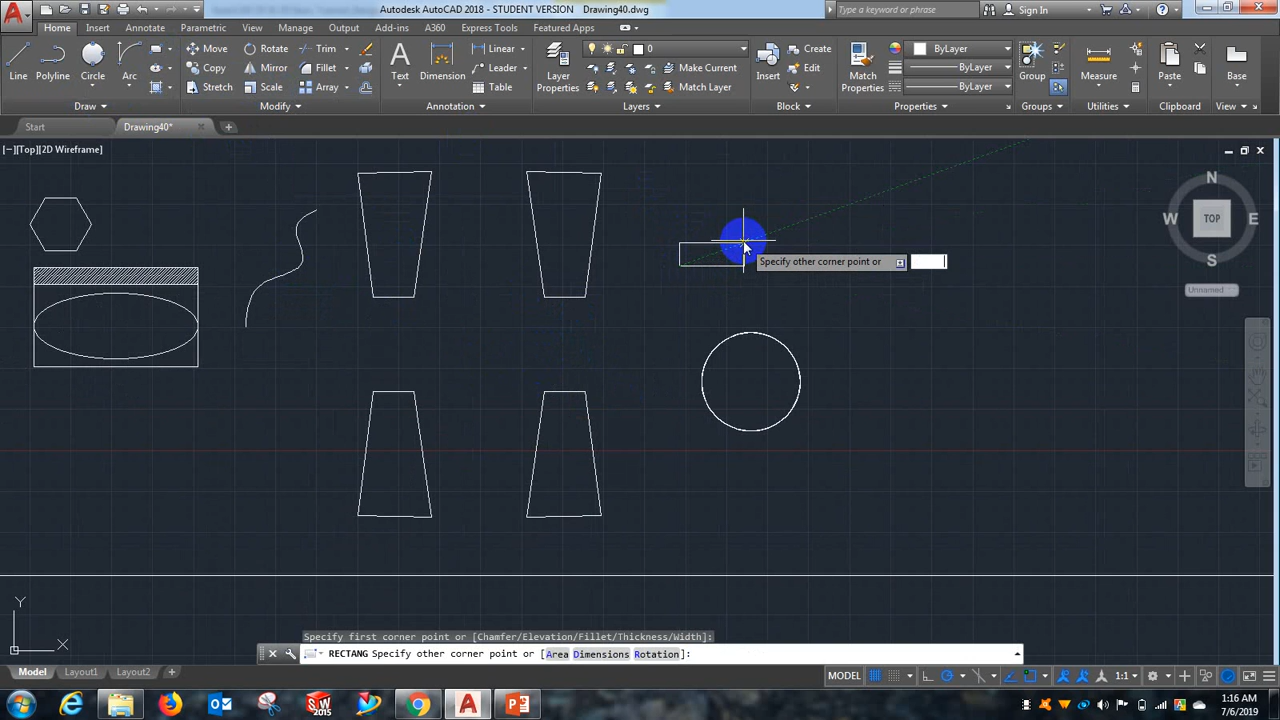 Autodesk AutoCAD 2018 - STUDENT VERSION Drawing40.dwg
Type a keyword or phrase
Sign In
Home Insert Annotate Parametric View Manage Output Add-ins A360 Express Tools Featured Apps
Line Polyline Circle Arc
Move Rotate Trim
Copy Mirror Fillet
Stretch Scale Array
Text Dimension
Linear
Leader
Table
Layer Properties
0
Make Current
Match Layer
Insert
Create
Edit
Match Properties
ByLayer
ByLayer
ByLayer
Group
Measure
Paste
Base
Draw Modify Annotation Layers Block Properties Groups Utilities Clipboard View
Start Drawing40*
[−][Top][2D Wireframe]
N
W TOP E
S
Unnamed
Specify other corner point or
Y
X
Specify first corner point or [Chamfer/Elevation/Fillet/Thickness/Width]:
RECTANG Specify other corner point or [Area Dimensions Rotation]:
Model Layout1 Layout2
MODEL
1:1
SW
2015
1:16 AM
7/6/2019